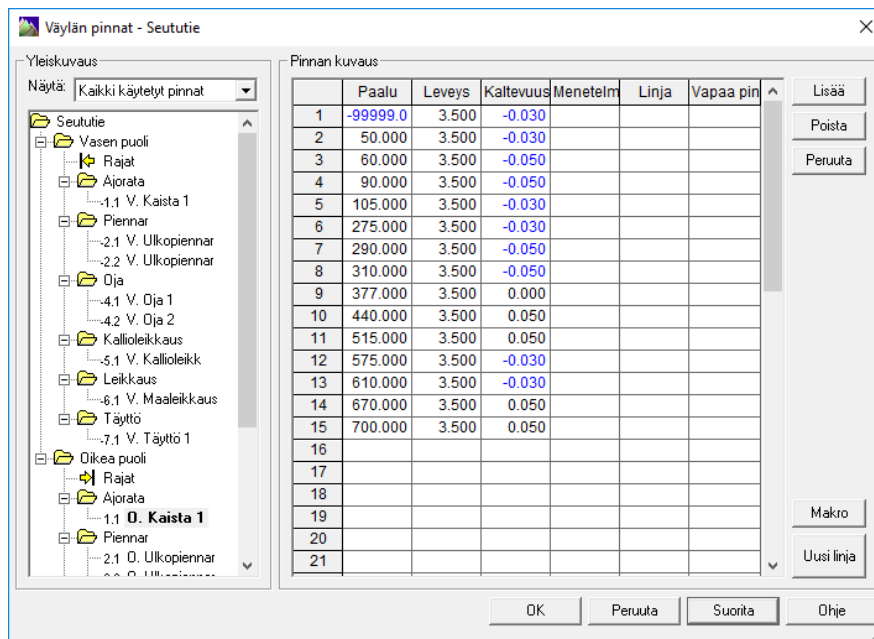 Väylän pinnat - Seututie
Yleiskuvaus
Näytä: Kaikki käytetyt pinnat
Seututie
Vasen puoli
Rajat
Ajorata
-1.1 V. Kaista 1
Piennar
-2.1 V. Ulkopiennar
-2.2 V. Ulkopiennar
Oja
-4.1 V. Oja 1
-4.2 V. Oja 2
Kallioleikkaus
-5.1 V. Kallioleikk
Leikkaus
-6.1 V. Maaleikkaus
Täyttö
-7.1 V. Täyttö 1
Oikea puoli
Rajat
Ajorata
1.1 O. Kaista 1
Piennar
2.1 O. Ulkopiennar
Pinnan kuvaus
Paalu Leveys Kaltevuus Menetelm Linja Vapaa pin
1 -99999.0 3.500 -0.030
2 50.000 3.500 -0.030
3 60.000 3.500 -0.050
4 90.000 3.500 -0.050
5 105.000 3.500 -0.030
6 275.000 3.500 -0.030
7 290.000 3.500 -0.050
8 310.000 3.500 -0.050
9 377.000 3.500 0.000
10 440.000 3.500 0.050
11 515.000 3.500 0.050
12 575.000 3.500 -0.030
13 610.000 3.500 -0.030
14 670.000 3.500 0.050
15 700.000 3.500 0.050
16
17
18
19
20
21
Lisää
Poista
Peruuta
Makro
Uusi linja
OK Peruuta Suorita Ohje